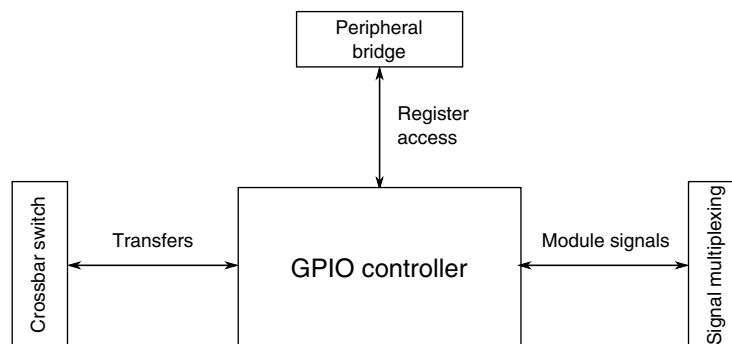 Peripheral
bridge
Register
access
Crossbar switch
Transfers
GPIO controller
Module signals
Signal multiplexing